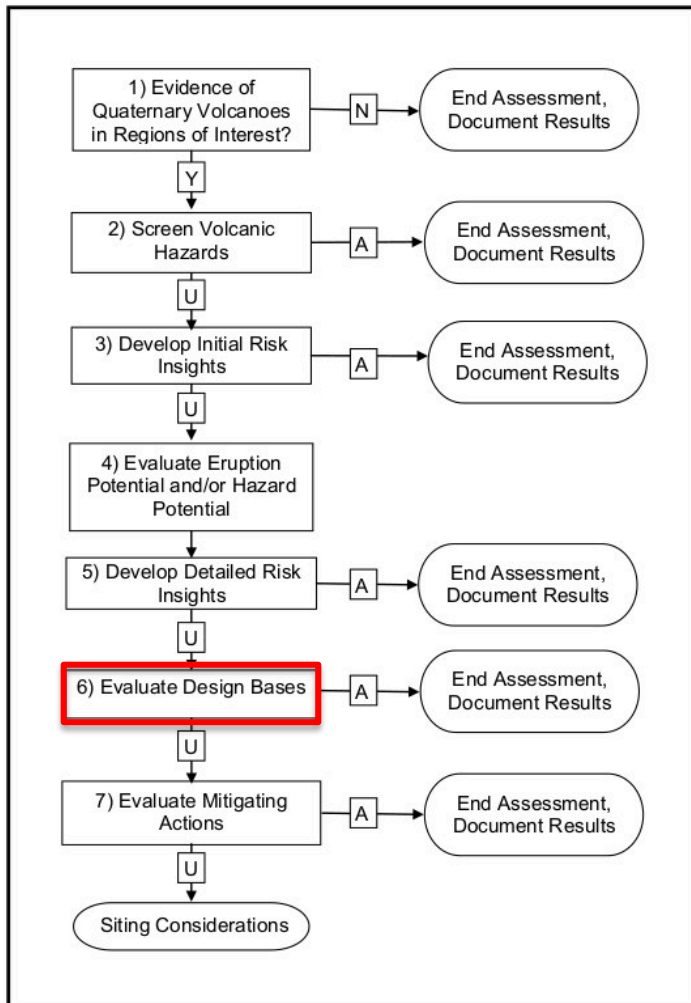 1) Evidence of
Quaternary Volcanoes
in Regions of Interest?
N
End Assessment,
Document Results
Y
2) Screen Volcanic
Hazards
A
End Assessment,
Document Results
U
3) Develop Initial Risk
Insights
A
End Assessment,
Document Results
U
4) Evaluate Eruption
Potential and/or Hazard
Potential
5) Develop Detailed Risk
Insights
A
End Assessment,
Document Results
U
6) Evaluate Design Bases
A
End Assessment,
Document Results
U
7) Evaluate Mitigating
Actions
A
End Assessment,
Document Results
U
Siting Considerations